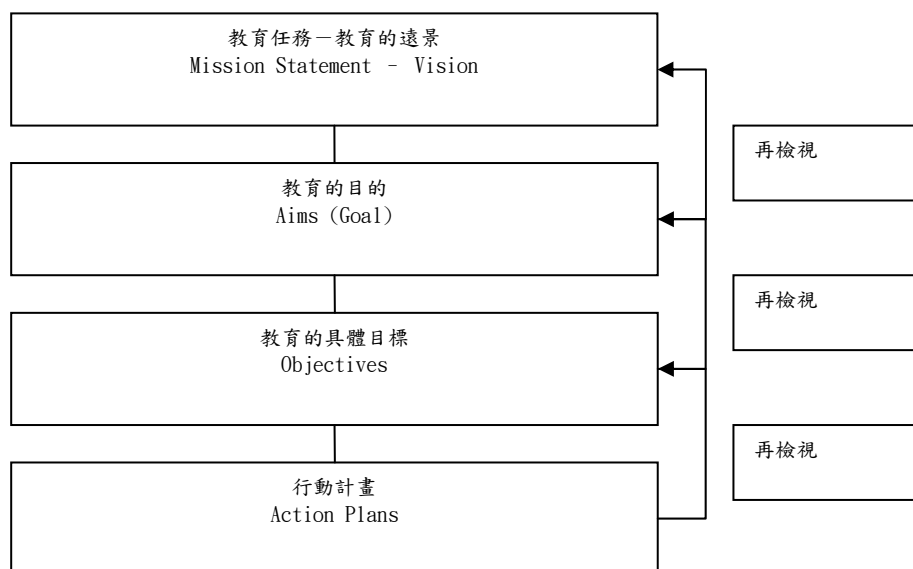 教育任務－教育的遠景
Mission Statement – Vision
再檢視
教育的目的
Aims (Goal)
再檢視
教育的具體目標
Objectives
再檢視
行動計畫
Action Plans